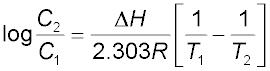 log C₂/C₁ = ΔH/2.303R [1/T₁ − 1/T₂]